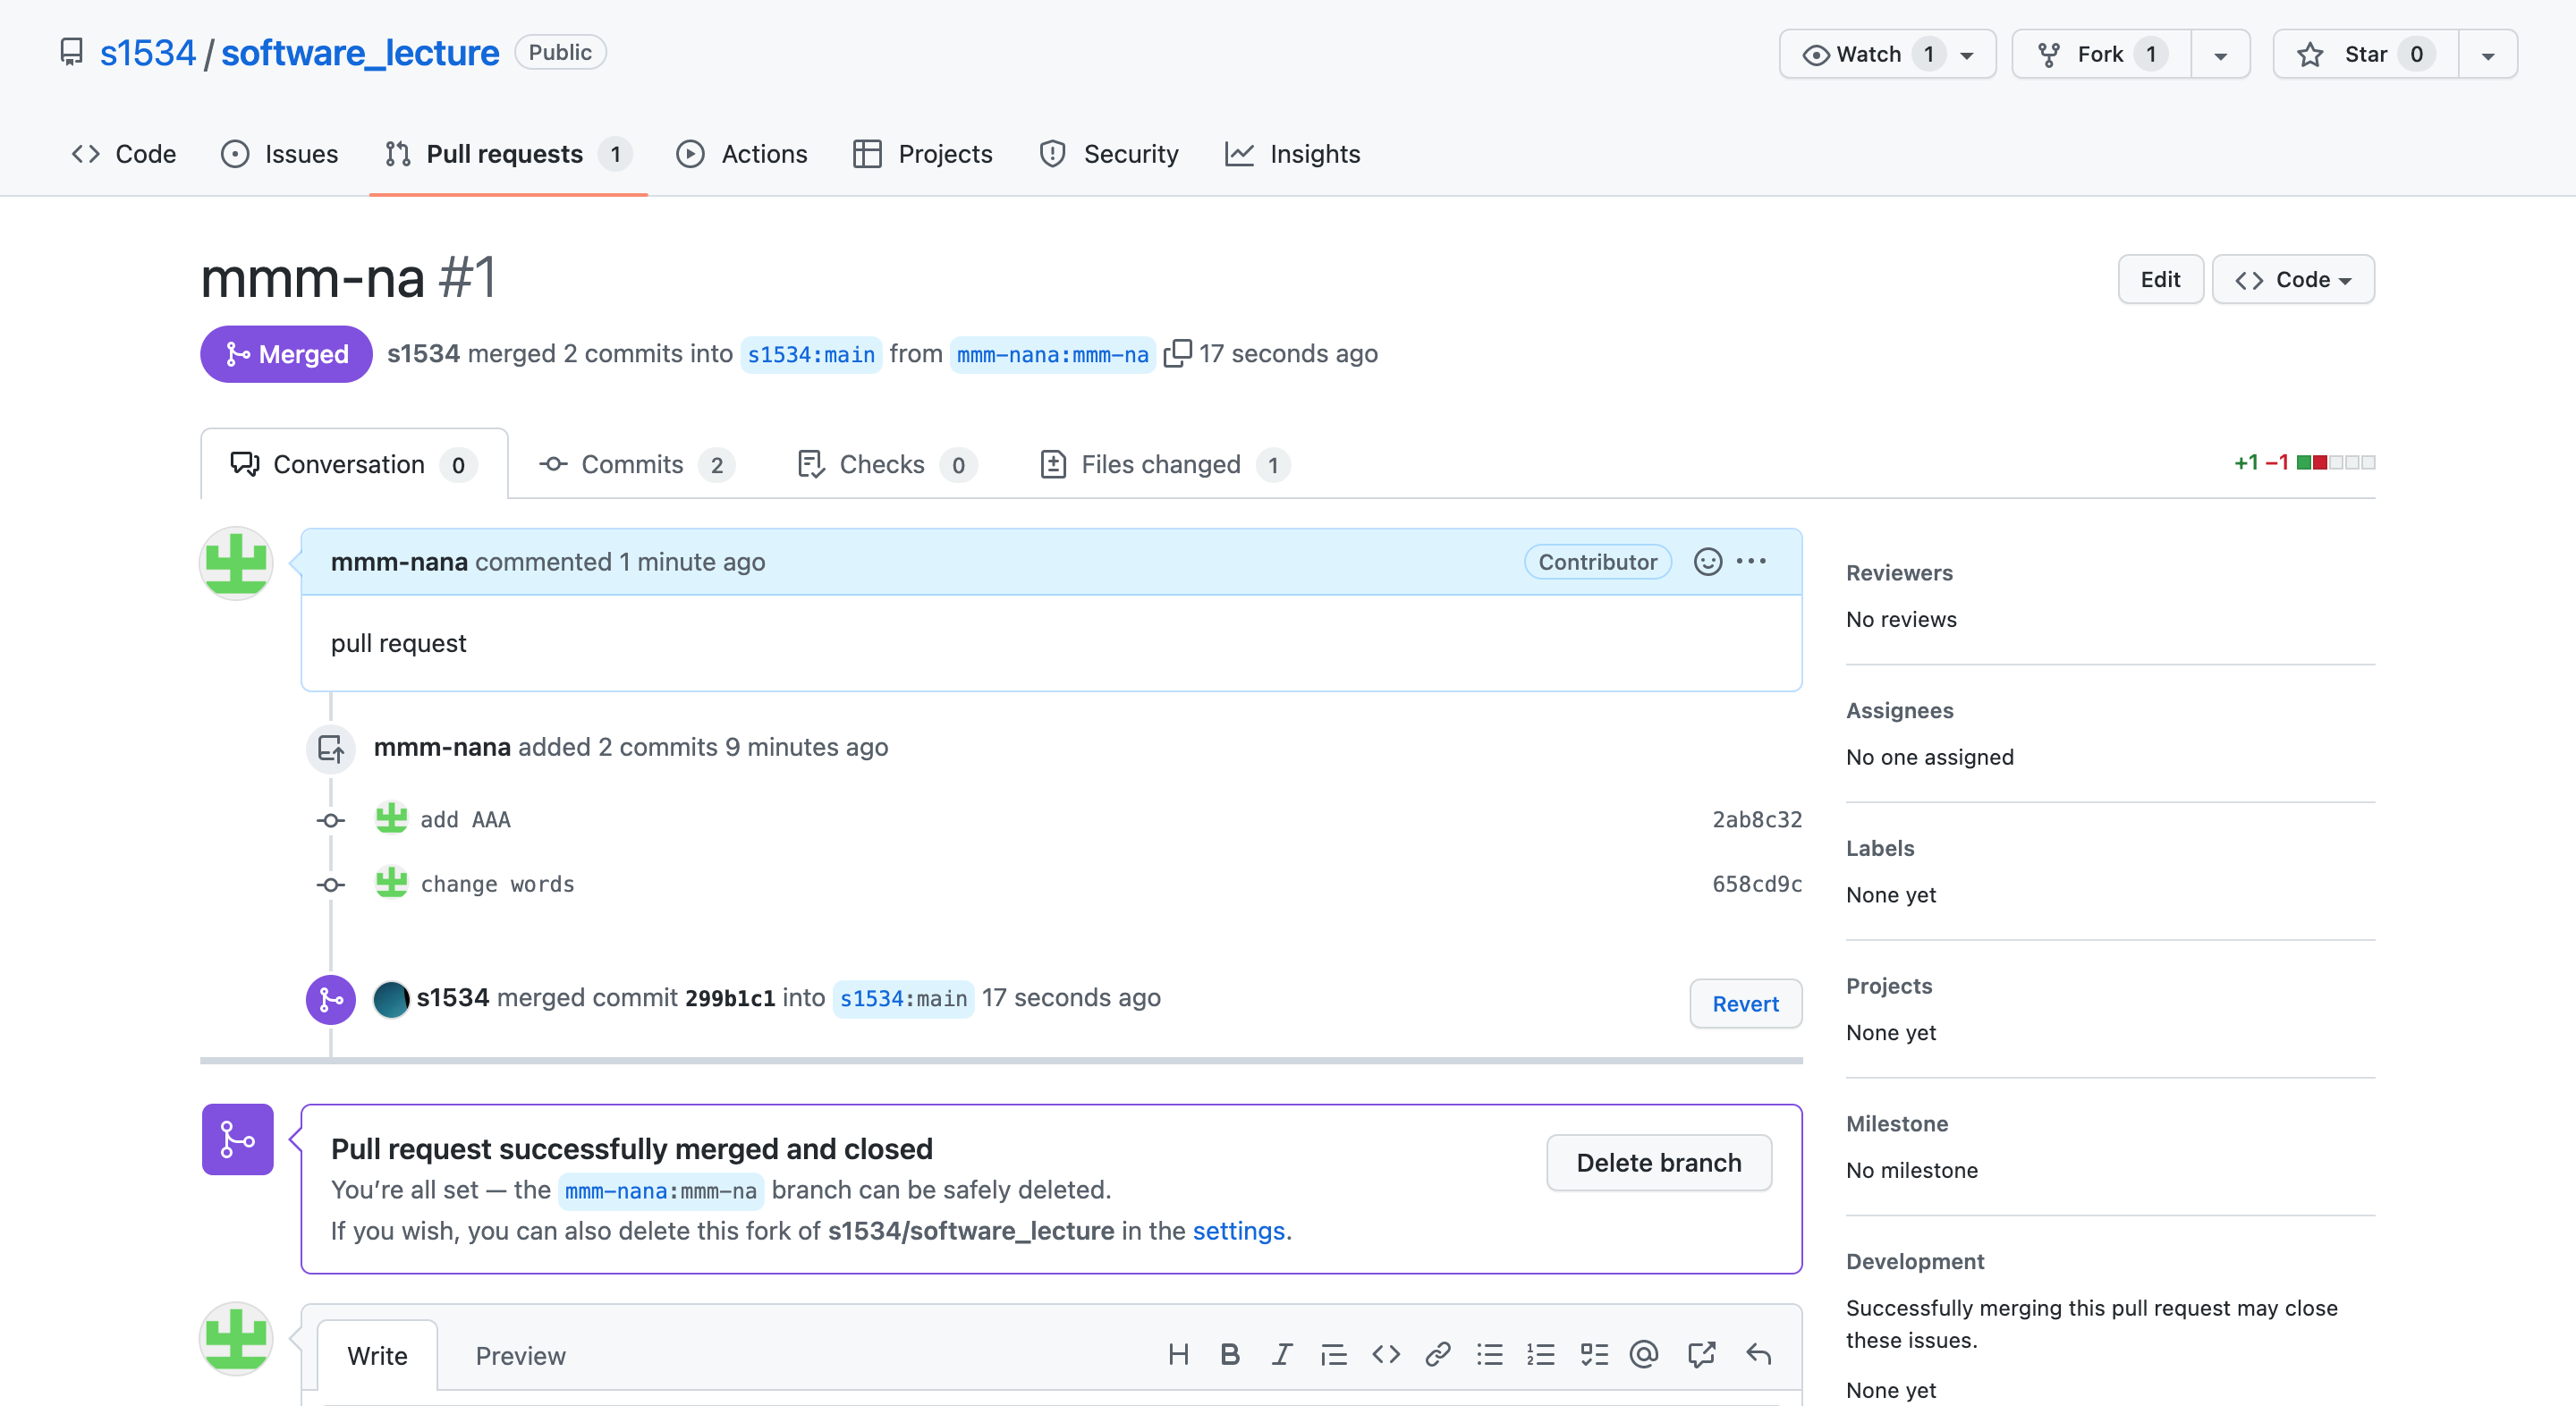 s1534 / software_lecture Public Watch 1 Fork 1 Star 0
Code Issues Pull requests 1 Actions Projects Security Insights
mmm-na #1
Edit Code
Merged s1534 merged 2 commits into s1534:main from mmm-nana:mmm-na 17 seconds ago
Conversation 0 Commits 2 Checks 0 Files changed 1 +1 −1
mmm-nana commented 1 minute ago Contributor
pull request
mmm-nana added 2 commits 9 minutes ago
add AAA 2ab8c32
change words 658cd9c
s1534 merged commit 299b1c1 into s1534:main 17 seconds ago Revert
Pull request successfully merged and closed
You’re all set — the mmm-nana:mmm-na branch can be safely deleted.
If you wish, you can also delete this fork of s1534/software_lecture in the settings.
Delete branch
Write Preview
Reviewers
No reviews
Assignees
No one assigned
Labels
None yet
Projects
None yet
Milestone
No milestone
Development
Successfully merging this pull request may close
these issues.
None yet